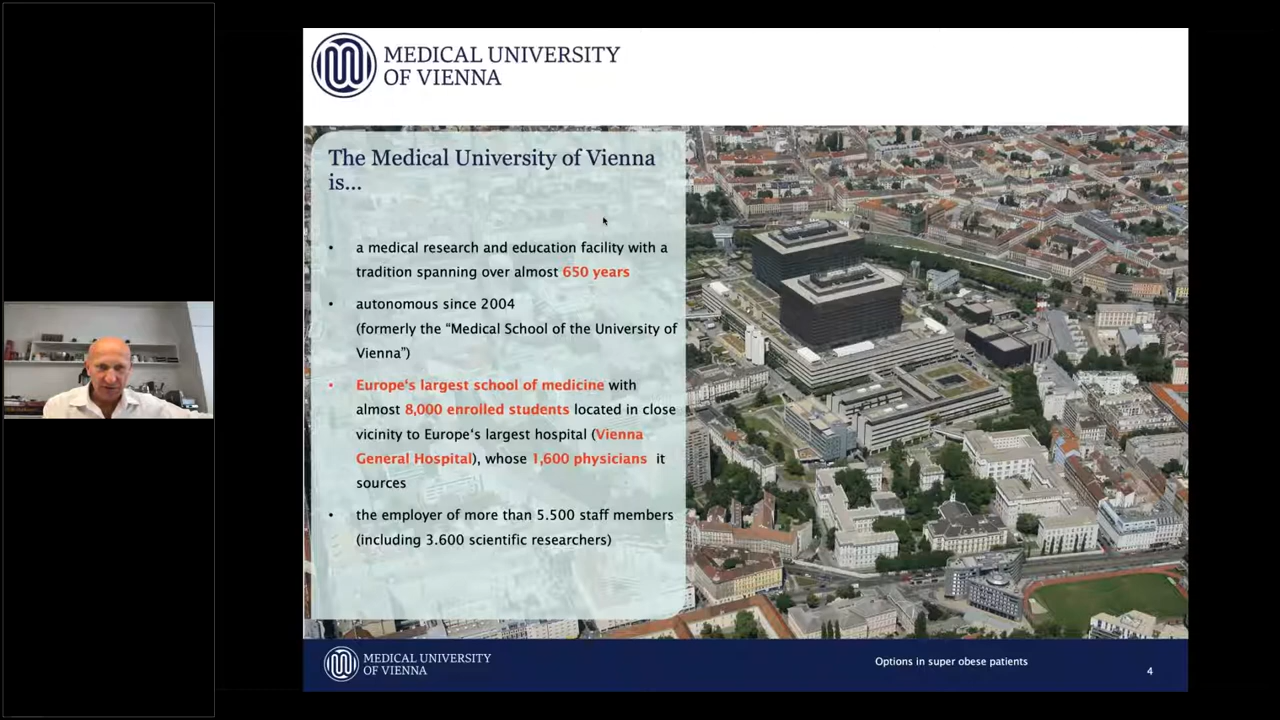 MEDICAL UNIVERSITY
OF VIENNA
The Medical University of Vienna
is...
• a medical research and education facility with a
tradition spanning over almost 650 years
• autonomous since 2004
(formerly the “Medical School of the University of
Vienna”)
• Europe‘s largest school of medicine with
almost 8,000 enrolled students located in close
vicinity to Europe‘s largest hospital (Vienna
General Hospital), whose 1,600 physicians it
sources
• the employer of more than 5.500 staff members
(including 3.600 scientific researchers)
MEDICAL UNIVERSITY
OF VIENNA
Options in super obese patients
4